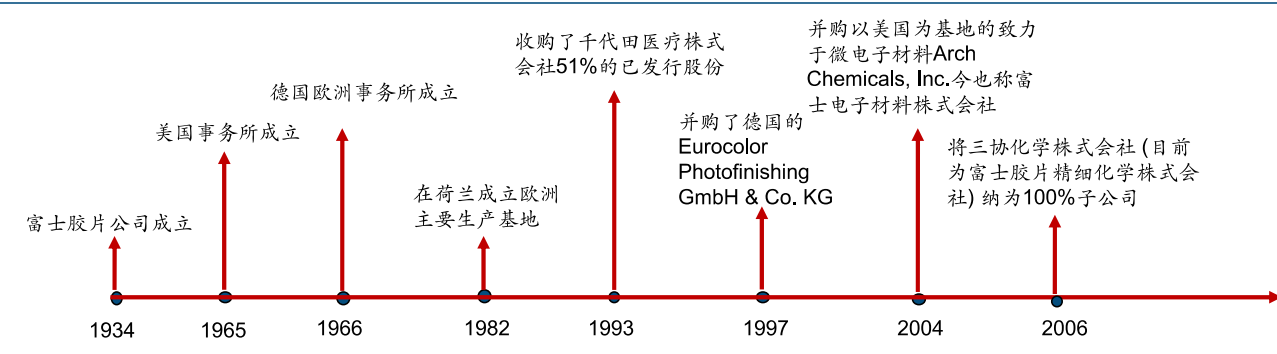 富士胶片公司成立
美国事务所成立
德国欧洲事务所成立
在荷兰成立欧洲
主要生产基地
收购了千代田医疗株式
会社51%的已发行股份
并购了德国的
Eurocolor
Photofinishing
GmbH & Co. KG
并购以美国为基地的致力
于微电子材料Arch
Chemicals, Inc.今也称富
士电子材料株式会社
将三协化学株式会社 (目前
为富士胶片精细化学株式会
社) 纳为100%子公司
1934
1965
1966
1982
1993
1997
2004
2006